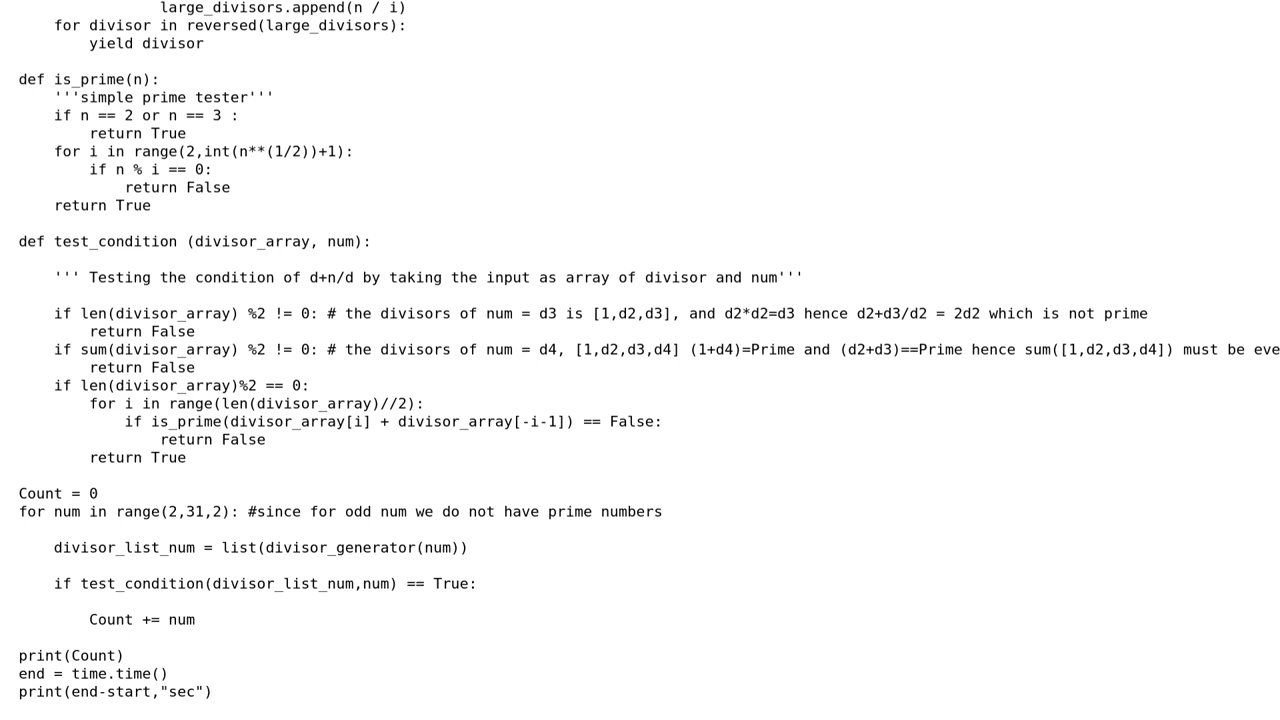 large_divisors.append(n / i)
    for divisor in reversed(large_divisors):
        yield divisor

def is_prime(n):
    '''simple prime tester'''
    if n == 2 or n == 3 :
        return True
    for i in range(2,int(n**(1/2))+1):
        if n % i == 0:
            return False
    return True

def test_condition (divisor_array, num):

    ''' Testing the condition of d+n/d by taking the input as array of divisor and num'''

    if len(divisor_array) %2 != 0: # the divisors of num = d3 is [1,d2,d3], and d2*d2=d3 hence d2+d3/d2 = 2d2 which is not prime
        return False
    if sum(divisor_array) %2 != 0: # the divisors of num = d4, [1,d2,d3,d4] (1+d4)=Prime and (d2+d3)==Prime hence sum([1,d2,d3,d4]) must be eve
        return False
    if len(divisor_array)%2 == 0:
        for i in range(len(divisor_array)//2):
            if is_prime(divisor_array[i] + divisor_array[-i-1]) == False:
                return False
        return True

Count = 0
for num in range(2,31,2): #since for odd num we do not have prime numbers

    divisor_list_num = list(divisor_generator(num))

    if test_condition(divisor_list_num,num) == True:

        Count += num

print(Count)
end = time.time()
print(end-start,"sec")